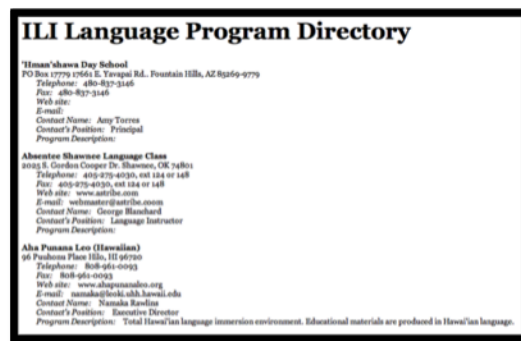 ILI Language Program Directory
'Hman'shawa Day School
PO Box 17779 17661 E. Yavapai Rd.. Fountain Hills, AZ 85269-9779
Telephone: 480-837-3146
Fax: 480-837-3146
Web site:
E-mail:
Contact Name: Amy Torres
Contact's Position: Principal
Program Description:
Absentee Shawnee Language Class
2025 S. Gordon Cooper Dr. Shawnee, OK 74801
Telephone: 405-275-4030, ext 124 or 148
Fax: 405-275-4030, ext 124 or 148
Web site: www.astribe.com
E-mail: webmaster@astribe.coom
Contact Name: George Blanchard
Contact's Position: Language Instructor
Program Description:
Aha Punana Leo (Hawaiian)
96 Puuhonu Place Hilo, HI 96720
Telephone: 808-961-0093
Fax: 808-961-0093
Web site: www.ahapunanaleo.org
E-mail: namaka@leoki.uhh.hawaii.edu
Contact Name: Namaka Rawlins
Contact's Position: Executive Director
Program Description: Total Hawai'ian language immersion environment. Educational materials are produced in Hawai'ian language.